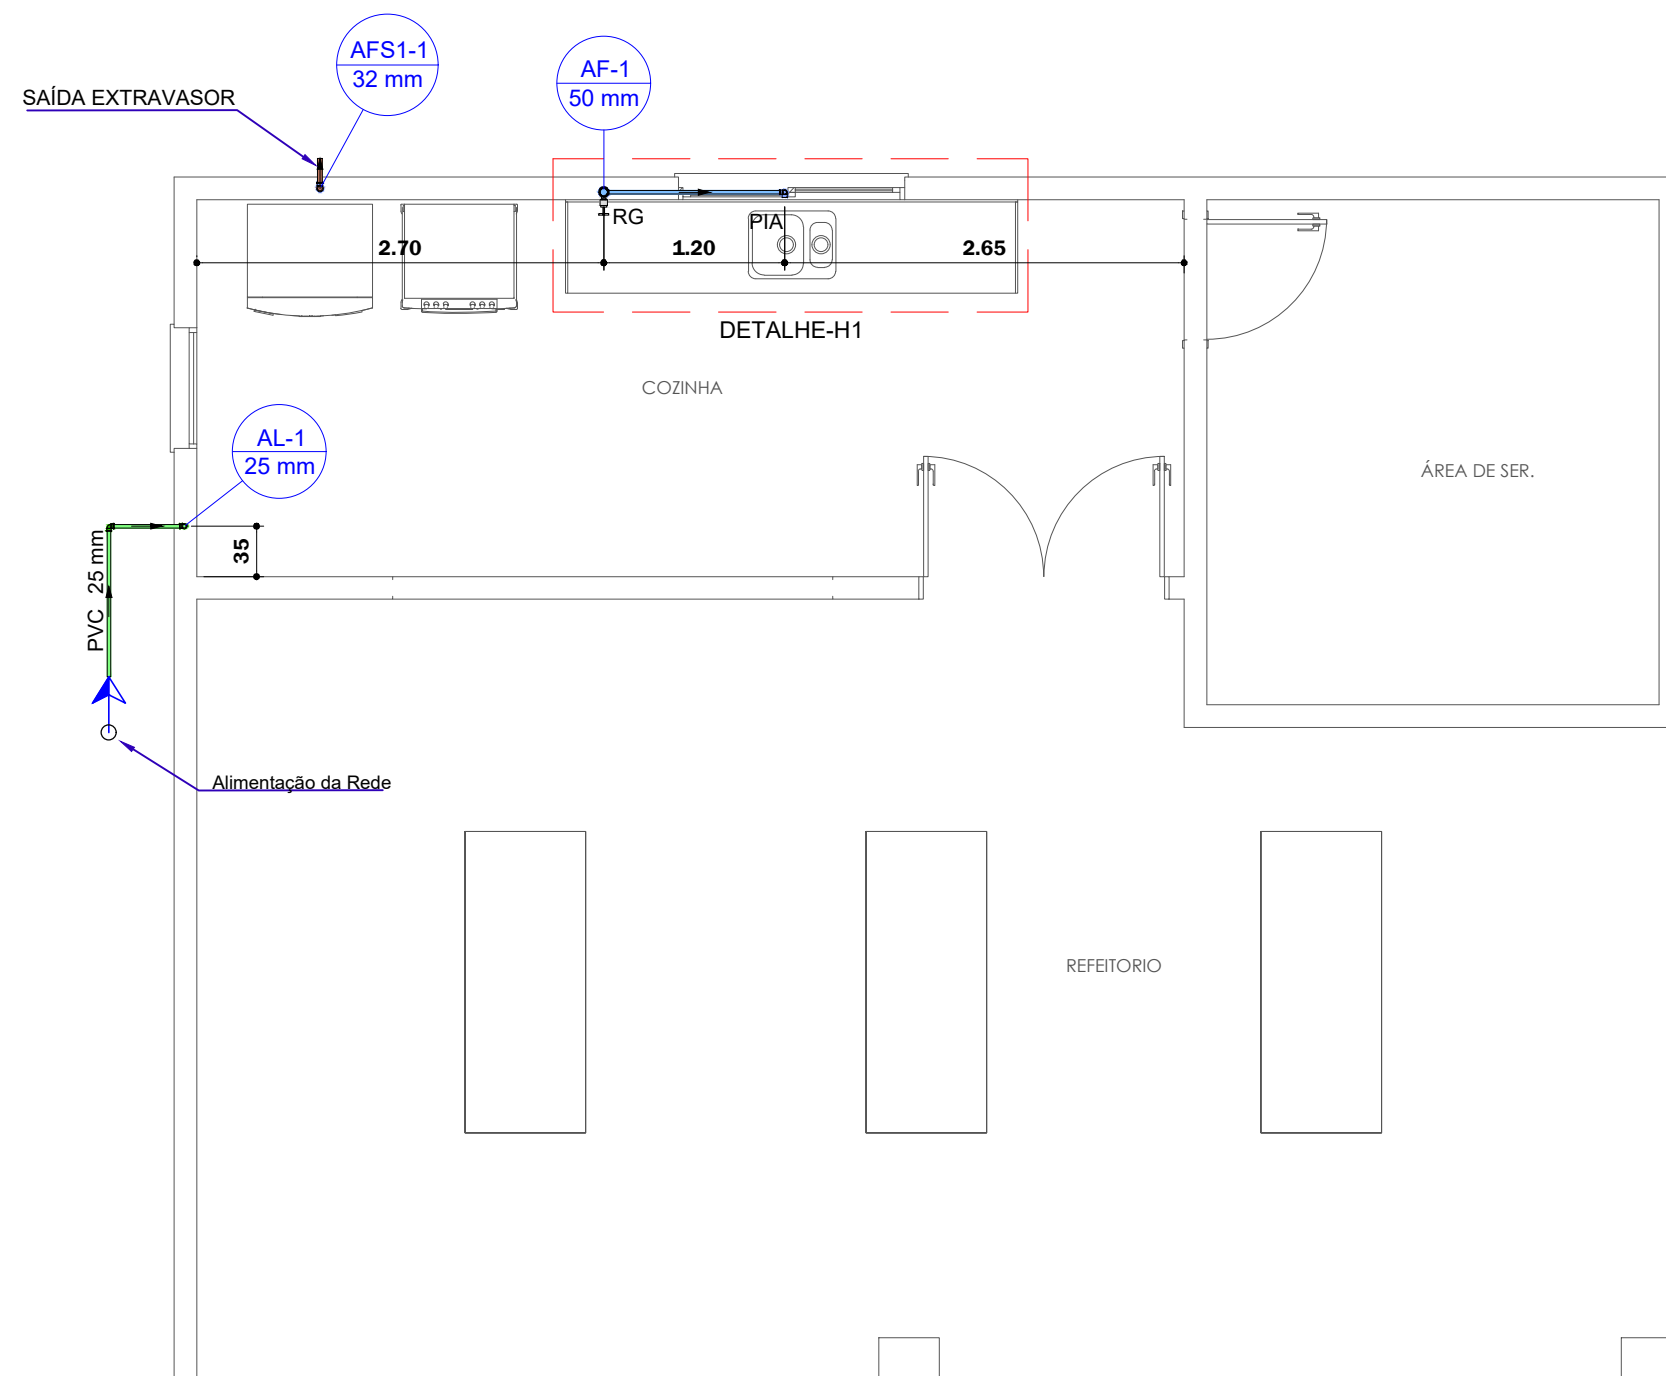 AFS1-1
32 mm
AF-1
50 mm
SAÍDA EXTRAVASOR
RG
PIA
2.70
1.20
2.65
DETALHE-H1
COZINHA
AL-1
25 mm
ÁREA DE SER.
35
PVC 25 mm
Alimentação da Rede
REFEITORIO